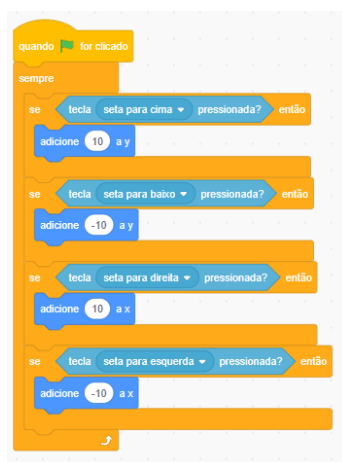 quando for clicado
sempre
se tecla seta para cima pressionada? então
adicione 10 a y
se tecla seta para baixo pressionada? então
adicione -10 a y
se tecla seta para direita pressionada? então
adicione 10 a x
se tecla seta para esquerda pressionada? então
adicione -10 a x